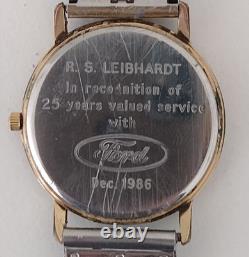 R. S. LEIBHARDT
In recognition of
25 years valued service
with
Ford
Dec. 1986